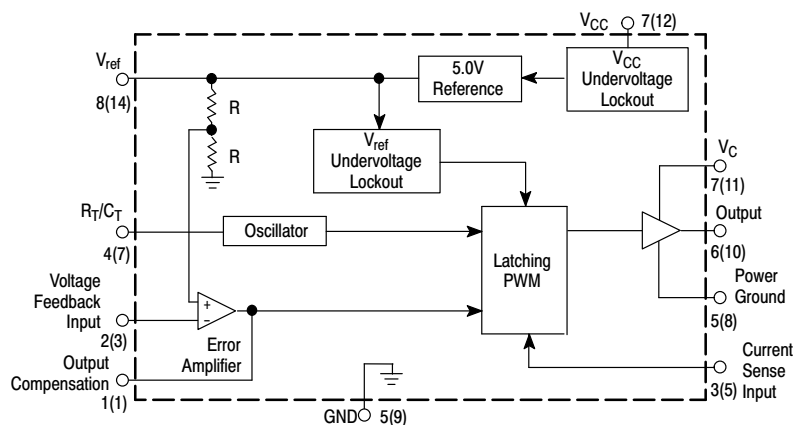 VCC 7(12)
Vref
8(14)
R
R
5.0V
Reference
VCC
Undervoltage
Lockout
Vref
Undervoltage
Lockout
VC
7(11)
RT/CT
4(7)
Oscillator
Latching
PWM
Output
6(10)
Voltage
Feedback
Input
2(3)
+
−
Error
Amplifier
Power
Ground
5(8)
Output
Compensation
1(1)
GND 5(9)
Current
Sense
Input
3(5)